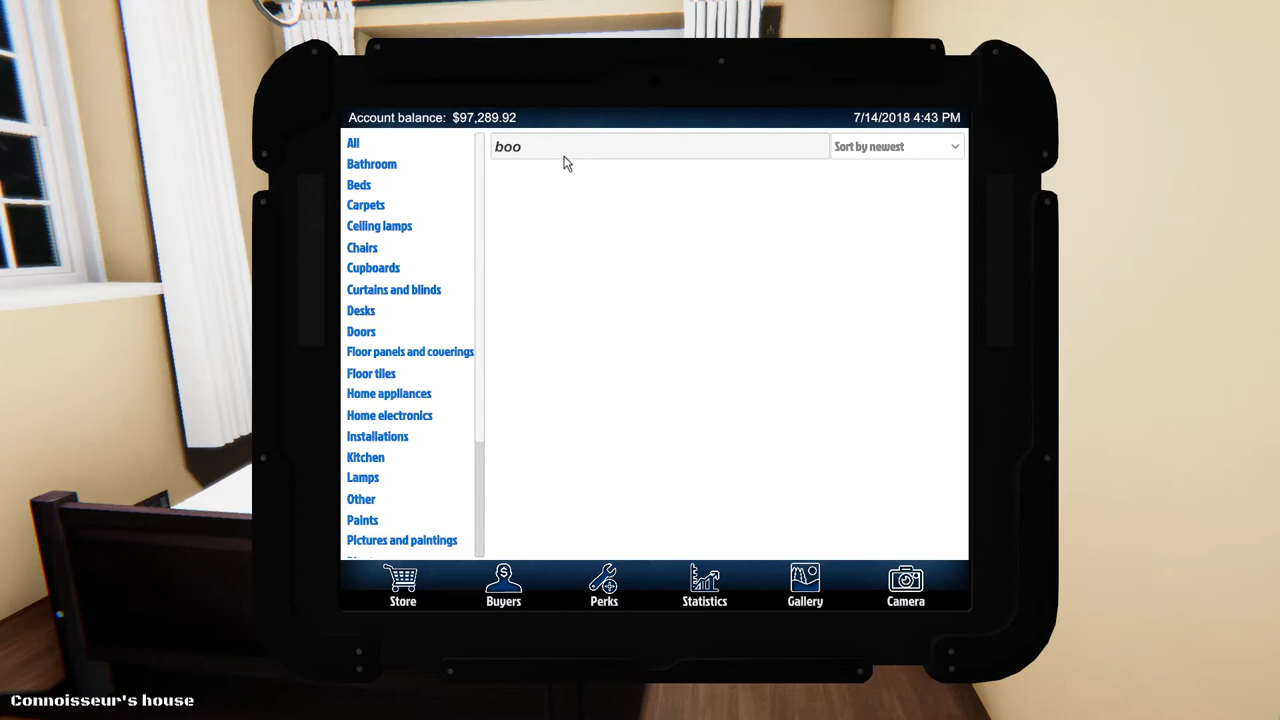 Account balance: $97,289.92
7/14/2018 4:43 PM
boo
Sort by newest
All
Bathroom
Beds
Carpets
Ceiling lamps
Chairs
Cupboards
Curtains and blinds
Desks
Doors
Floor panels and coverings
Floor tiles
Home appliances
Home electronics
Installations
Kitchen
Lamps
Other
Paints
Pictures and paintings
Store
Buyers
Perks
Statistics
Gallery
Camera
Connoisseur's house